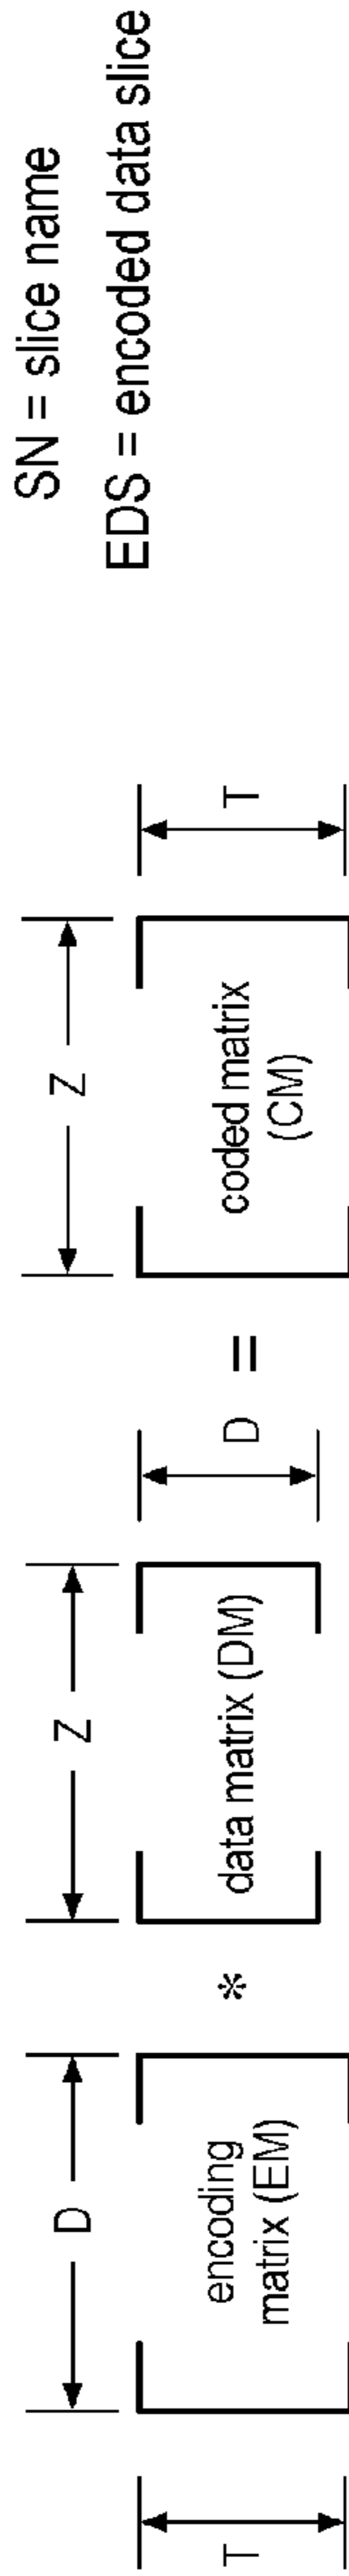 SN = slice name
EDS = encoded data slice
D
Z
Z
T
encoding
matrix (EM)
*
data matrix (DM)
D
=
coded matrix
(CM)
T